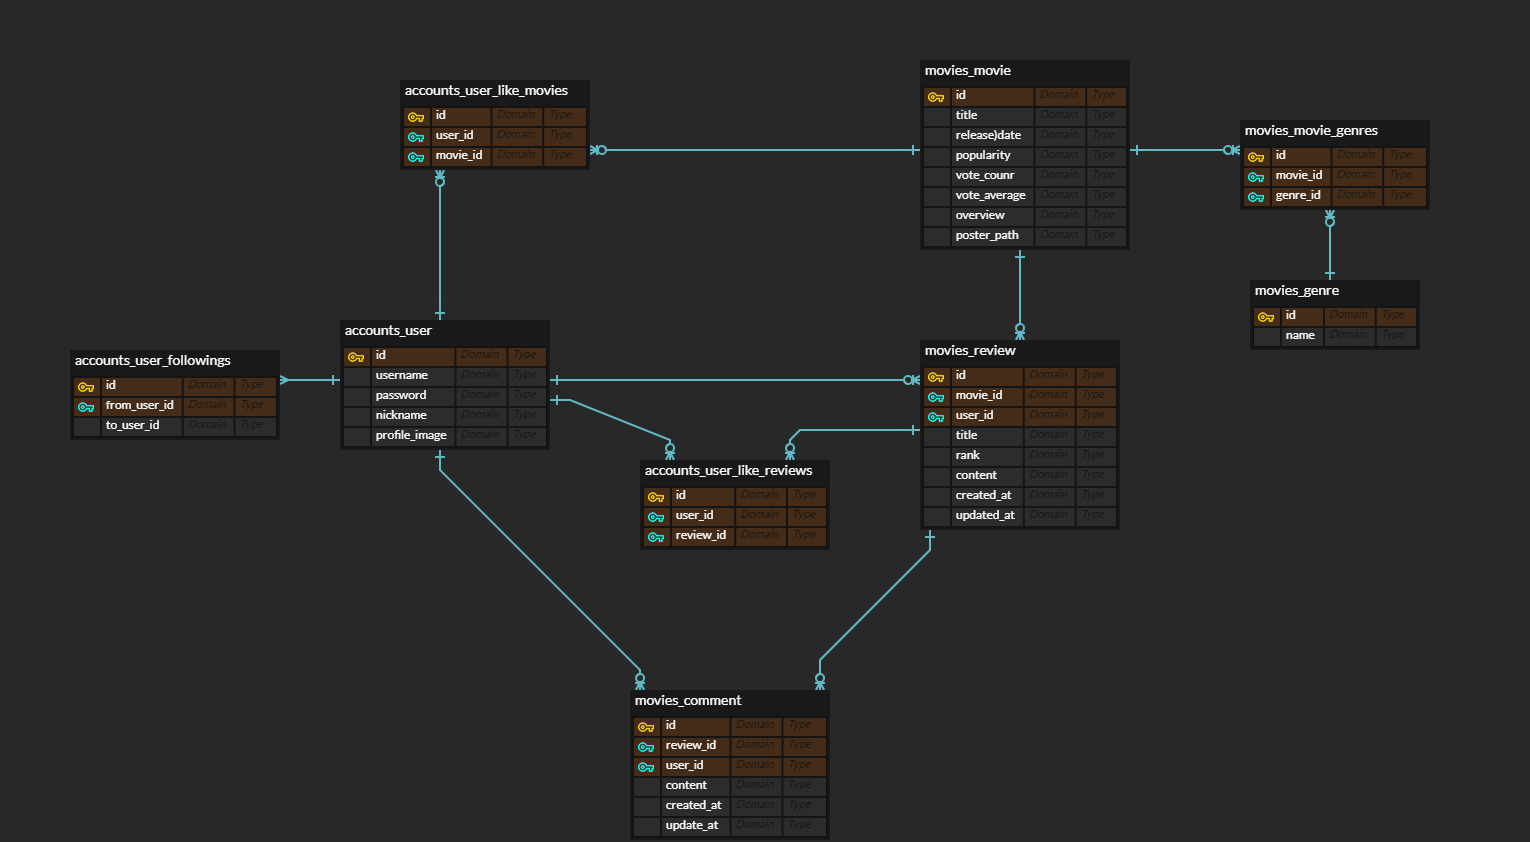 accounts_user_like_movies
id Domain Type
user_id Domain Type
movie_id Domain Type
movies_movie
id Domain Type
title Domain Type
release)date Domain Type
popularity Domain Type
vote_counr Domain Type
vote_average Domain Type
overview Domain Type
poster_path Domain Type
movies_movie_genres
id Domain Type
movie_id Domain Type
genre_id Domain Type
movies_genre
id Domain Type
name Domain Type
accounts_user_followings
id Domain Type
from_user_id Domain Type
to_user_id Domain Type
accounts_user
id Domain Type
username Domain Type
password Domain Type
nickname Domain Type
profile_image Domain Type
movies_review
id Domain Type
movie_id Domain Type
user_id Domain Type
title Domain Type
rank Domain Type
content Domain Type
created_at Domain Type
updated_at Domain Type
accounts_user_like_reviews
id Domain Type
user_id Domain Type
review_id Domain Type
movies_comment
id Domain Type
review_id Domain Type
user_id Domain Type
content Domain Type
created_at Domain Type
update_at Domain Type